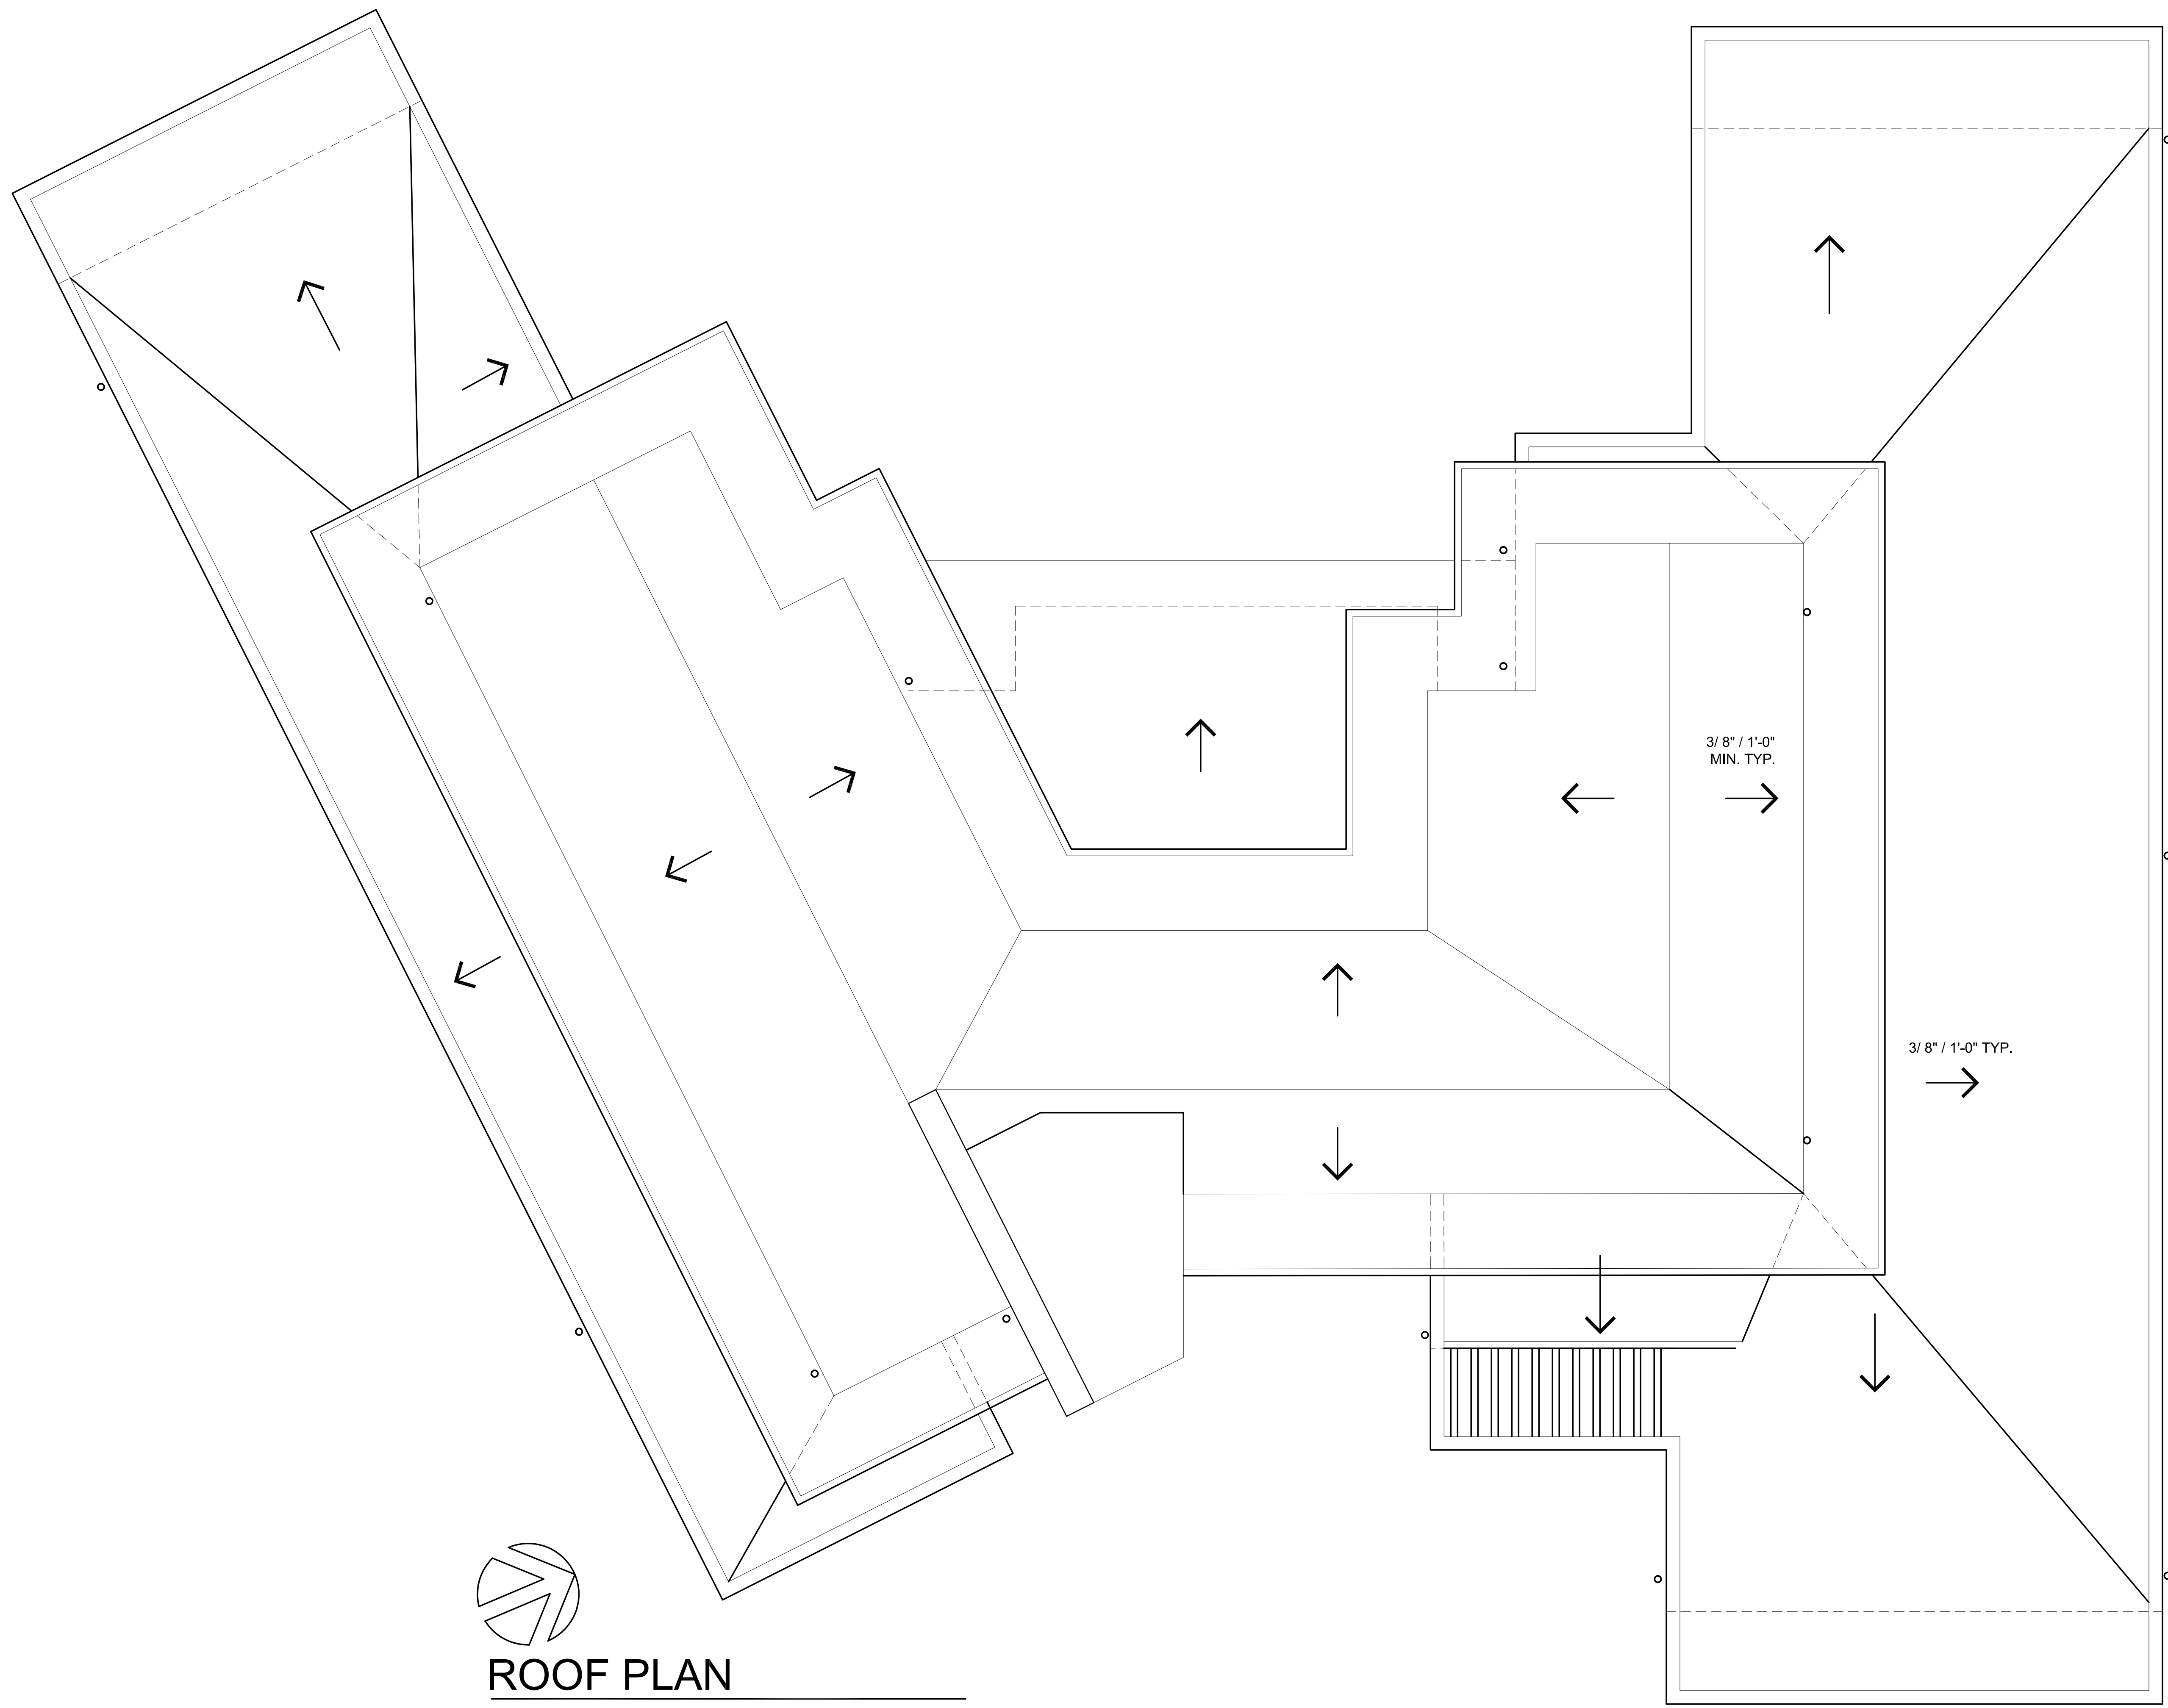 3/ 8" / 1'-0"
MIN. TYP.
3/ 8" / 1'-0" TYP.
ROOF PLAN